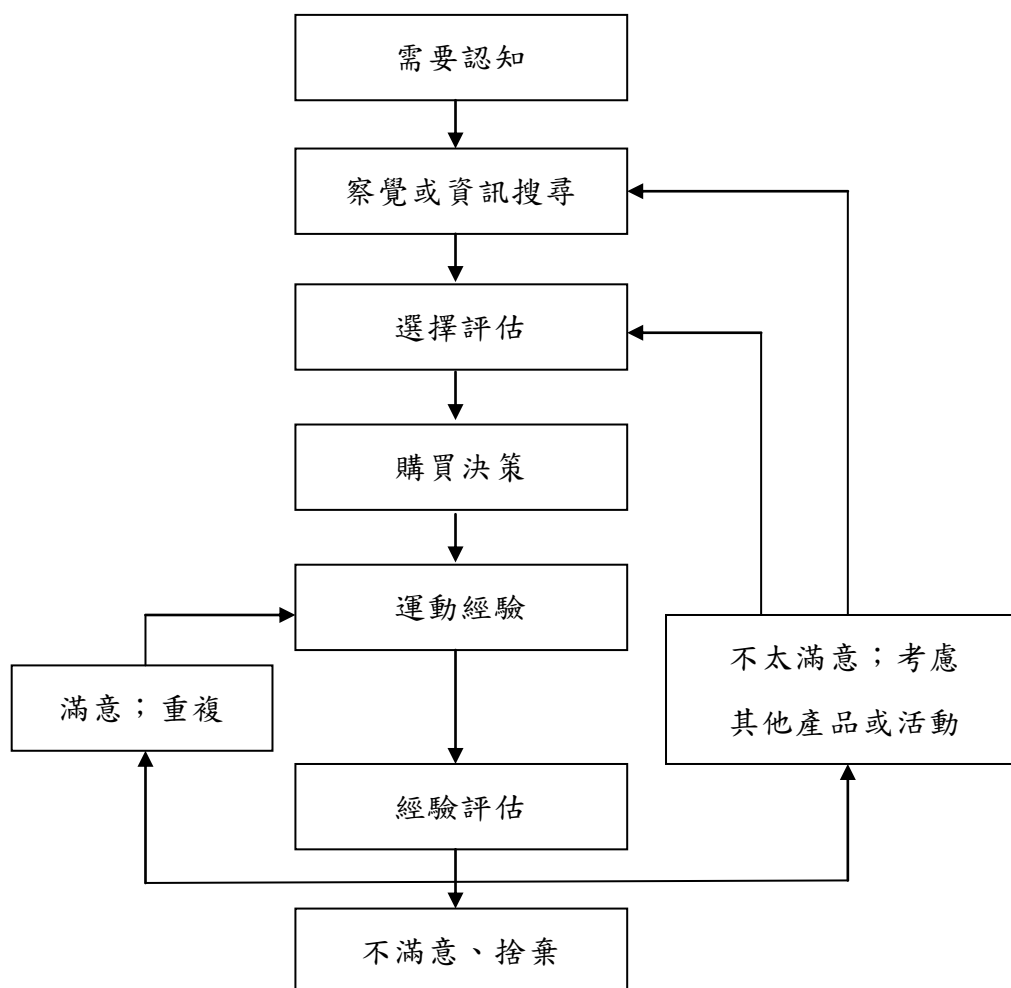 需要認知
察覺或資訊搜尋
選擇評估
購買決策
運動經驗
滿意；重複
不太滿意；考慮
其他產品或活動
經驗評估
不滿意、捨棄